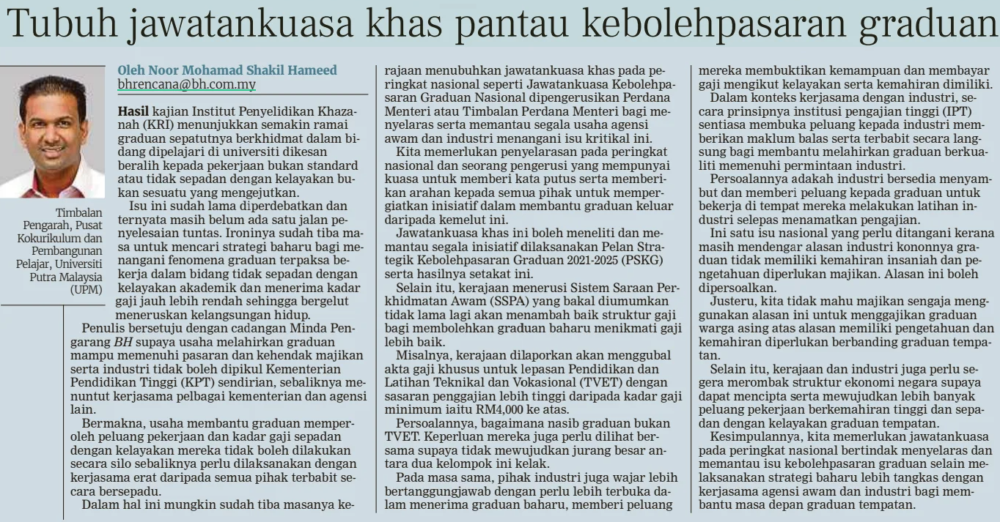 Tubuh jawatankuasa khas pantau kebolehpasaran graduan
Timbalan
Pengarah, Pusat
Kokurikulum dan
Pembangunan
Pelajar, Universiti
Putra Malaysia
(UPM)
Oleh Noor Mohamad Shakil Hameed
bhrencana@bh.com.my
Hasil kajian Institut Penyelidikan Khaza-
nah (KRI) menunjukkan semakin ramai
graduan sepatutnya berkhidmat dalam bi-
dang dipelajari di universiti dikesan
beralih kepada pekerjaan bukan standard
atau tidak sepadan dengan kelayakan bu-
kan sesuatu yang mengejutkan.
Isu ini sudah lama diperdebatkan dan
ternyata masih belum ada satu jalan pe-
nyelesaian tuntas. Ironinya sudah tiba ma-
sa untuk mencari strategi baharu bagi me-
nangani fenomena graduan terpaksa be-
kerja dalam bidang tidak sepadan dengan
kelayakan akademik dan menerima kadar
gaji jauh lebih rendah sehingga bergelut
meneruskan kelangsungan hidup.
Penulis bersetuju dengan cadangan Minda Pen-
garang BH supaya usaha melahirkan graduan
mampu memenuhi pasaran dan kehendak majikan
serta industri tidak boleh dipikul Kementerian
Pendidikan Tinggi (KPT) sendirian, sebaliknya me-
nuntut kerjasama pelbagai kementerian dan agensi
lain.
Bermakna, usaha membantu graduan memper-
oleh peluang pekerjaan dan kadar gaji sepadan
dengan kelayakan mereka tidak boleh dilakukan
secara silo sebaliknya perlu dilaksanakan dengan
kerjasama erat daripada semua pihak terbabit se-
cara bersepadu.
Dalam hal ini mungkin sudah tiba masanya ke-
rajaan menubuhkan jawatankuasa khas pada pe-
ringkat nasional seperti Jawatankuasa Kebolehpa-
saran Graduan Nasional dipengerusikan Perdana
Menteri atau Timbalan Perdana Menteri bagi me-
nyelaras serta memantau segala usaha agensi
awam dan industri menangani isu kritikal ini.
Kita memerlukan penyelarasan pada peringkat
nasional dan seorang pengerusi yang mempunyai
kuasa untuk memberi kata putus serta memberi-
kan arahan kepada semua pihak untuk memper-
giatkan inisiatif dalam membantu graduan keluar
daripada kemelut ini.
Jawatankuasa khas ini boleh meneliti dan me-
mantau segala inisiatif dilaksanakan Pelan Stra-
tegik Kebolehpasaran Graduan 2021-2025 (PSKG)
serta hasilnya setakat ini.
Selain itu, kerajaan menerusi Sistem Saraan Per-
khidmatan Awam (SSPA) yang bakal diumumkan
tidak lama lagi akan menambah baik struktur gaji
bagi membolehkan graduan baharu menikmati gaji
lebih baik.
Misalnya, kerajaan dilaporkan akan menggubal
akta gaji khusus untuk lepasan Pendidikan dan
Latihan Teknikal dan Vokasional (TVET) dengan
sasaran penggajian lebih tinggi daripada kadar gaji
minimum iaitu RM4,000 ke atas.
Persoalannya, bagaimana nasib graduan bukan
TVET. Keperluan mereka juga perlu dilihat ber-
sama supaya tidak mewujudkan jurang besar an-
tara dua kelompok ini kelak.
Pada masa sama, pihak industri juga wajar lebih
bertanggungjawab dengan perlu lebih terbuka da-
lam menerima graduan baharu, memberi peluang
mereka membuktikan kemampuan dan membayar
gaji mengikut kelayakan serta kemahiran dimiliki.
Dalam konteks kerjasama dengan industri, se-
cara prinsipnya institusi pengajian tinggi (IPT)
sentiasa membuka peluang kepada industri mem-
berikan maklum balas serta terbabit secara lang-
sung bagi membantu melahirkan graduan berkua-
liti memenuhi permintaan industri.
Persoalannya adakah industri bersedia menyam-
but dan memberi peluang kepada graduan untuk
bekerja di tempat mereka melakukan latihan in-
dustri selepas menamatkan pengajian.
Ini satu isu nasional yang perlu ditangani kerana
masih mendengar alasan industri kononnya gra-
duan tidak memiliki kemahiran insaniah dan pe-
ngetahuan diperlukan majikan. Alasan ini boleh
dipersoalkan.
Justeru, kita tidak mahu majikan sengaja meng-
gunakan alasan ini untuk menggajikan graduan
warga asing atas alasan memiliki pengetahuan dan
kemahiran diperlukan berbanding graduan tempa-
tan.
Selain itu, kerajaan dan industri juga perlu se-
gera merombak struktur ekonomi negara supaya
dapat mencipta serta mewujudkan lebih banyak
peluang pekerjaan berkemahiran tinggi dan sepa-
dan dengan kelayakan graduan tempatan.
Kesimpulannya, kita memerlukan jawatankuasa
pada peringkat nasional bertindak menyelaras dan
memantau isu kebolehpasaran graduan selain me-
laksanakan strategi baharu lebih tangkas dengan
kerjasama agensi awam dan industri bagi mem-
bantu masa depan graduan tempatan.